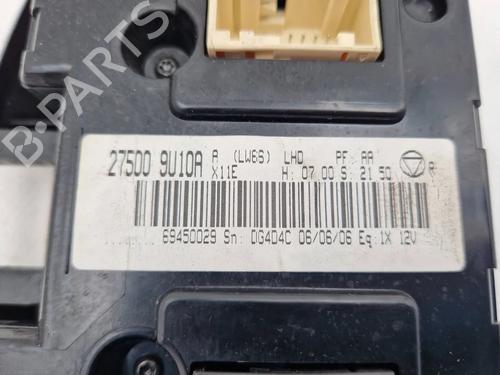 27500 9U10A A (LW6S) LHD PF: AA
X11E H: 07.00 S: 21.50 R
69450029 Sn: DG4D4C 06/06/06 Eq:1X 12V
B-PARTS